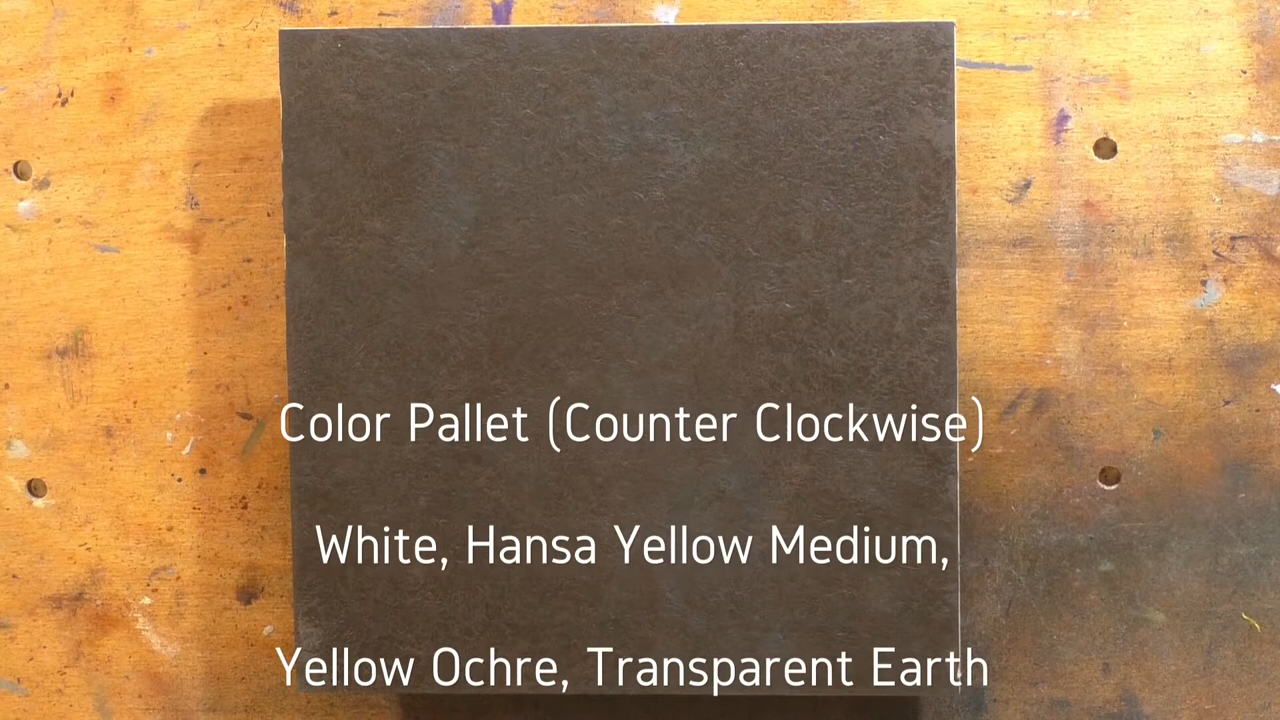 Color Pallet (Counter Clockwise)
White, Hansa Yellow Medium,
Yellow Ochre, Transparent Earth